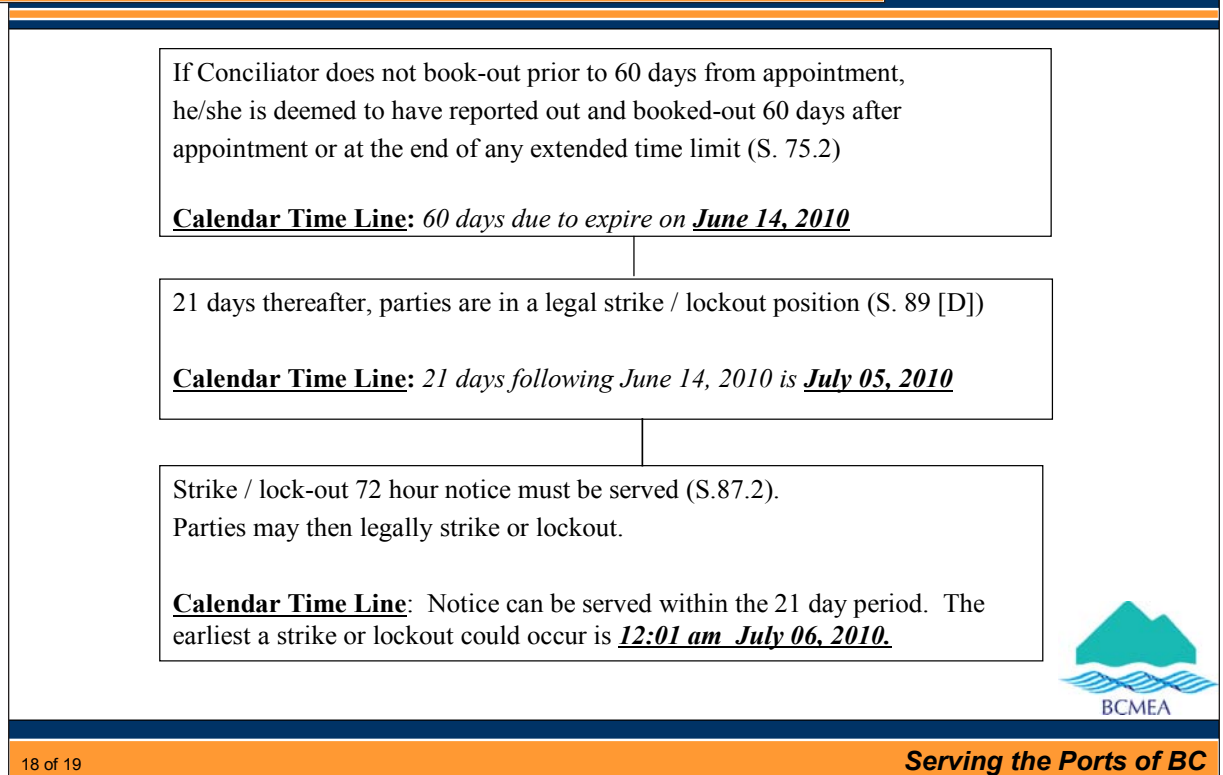 If Conciliator does not book-out prior to 60 days from appointment,
he/she is deemed to have reported out and booked-out 60 days after
appointment or at the end of any extended time limit (S. 75.2)
Calendar Time Line: 60 days due to expire on June 14, 2010
21 days thereafter, parties are in a legal strike / lockout position (S. 89 [D])
Calendar Time Line: 21 days following June 14, 2010 is July 05, 2010
Strike / lock-out 72 hour notice must be served (S.87.2).
Parties may then legally strike or lockout.
Calendar Time Line:  Notice can be served within the 21 day period.  The
earliest a strike or lockout could occur is 12:01 am  July 06, 2010.
BCMEA
18 of 19
Serving the Ports of BC